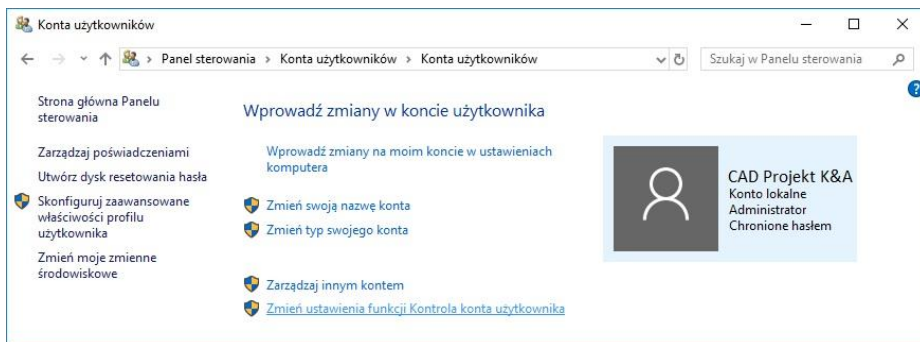 Konta użytkowników
Panel sterowania > Konta użytkowników > Konta użytkowników
Szukaj w Panelu sterowania
Strona główna Panelu
sterowania
Zarządzaj poświadczeniami
Utwórz dysk resetowania hasła
Skonfiguruj zaawansowane
właściwości profilu
użytkownika
Zmień moje zmienne
środowiskowe
Wprowadź zmiany w koncie użytkownika
Wprowadź zmiany na moim koncie w ustawieniach
komputera
Zmień swoją nazwę konta
Zmień typ swojego konta
Zarządzaj innym kontem
Zmień ustawienia funkcji Kontrola konta użytkownika
CAD Projekt K&A
Konto lokalne
Administrator
Chronione hasłem